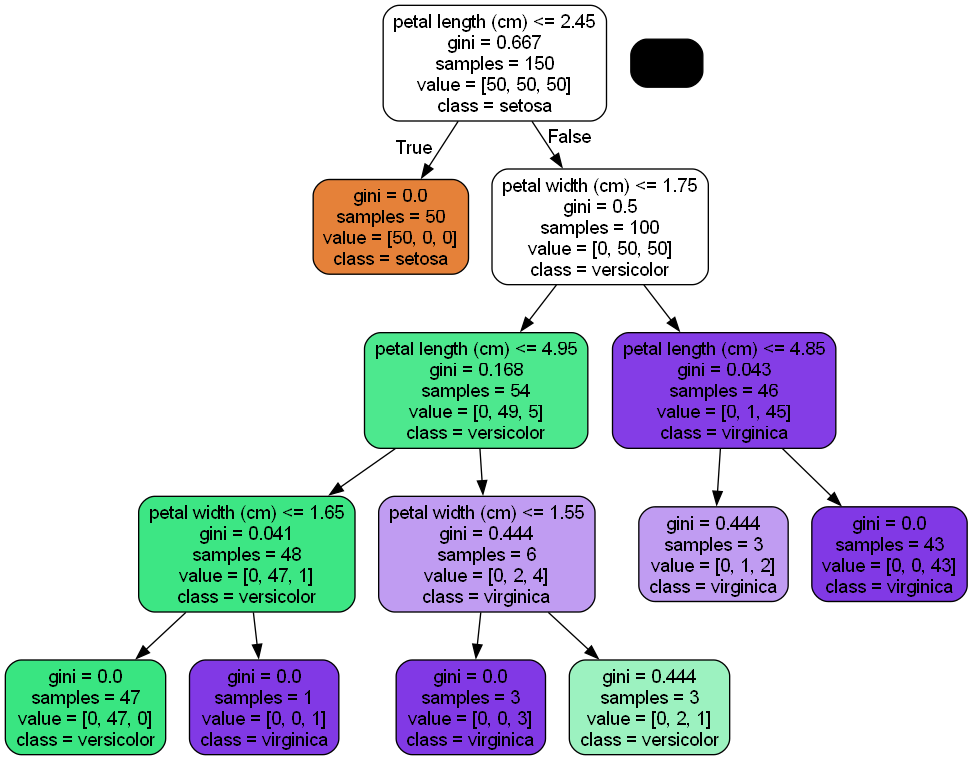 petal length (cm) <= 2.45
gini = 0.667
samples = 150
value = [50, 50, 50]
class = setosa
True
False
gini = 0.0
samples = 50
value = [50, 0, 0]
class = setosa
petal width (cm) <= 1.75
gini = 0.5
samples = 100
value = [0, 50, 50]
class = versicolor
petal length (cm) <= 4.95
gini = 0.168
samples = 54
value = [0, 49, 5]
class = versicolor
petal length (cm) <= 4.85
gini = 0.043
samples = 46
value = [0, 1, 45]
class = virginica
petal width (cm) <= 1.65
gini = 0.041
samples = 48
value = [0, 47, 1]
class = versicolor
petal width (cm) <= 1.55
gini = 0.444
samples = 6
value = [0, 2, 4]
class = virginica
gini = 0.444
samples = 3
value = [0, 1, 2]
class = virginica
gini = 0.0
samples = 43
value = [0, 0, 43]
class = virginica
gini = 0.0
samples = 47
value = [0, 47, 0]
class = versicolor
gini = 0.0
samples = 1
value = [0, 0, 1]
class = virginica
gini = 0.0
samples = 3
value = [0, 0, 3]
class = virginica
gini = 0.444
samples = 3
value = [0, 2, 1]
class = versicolor